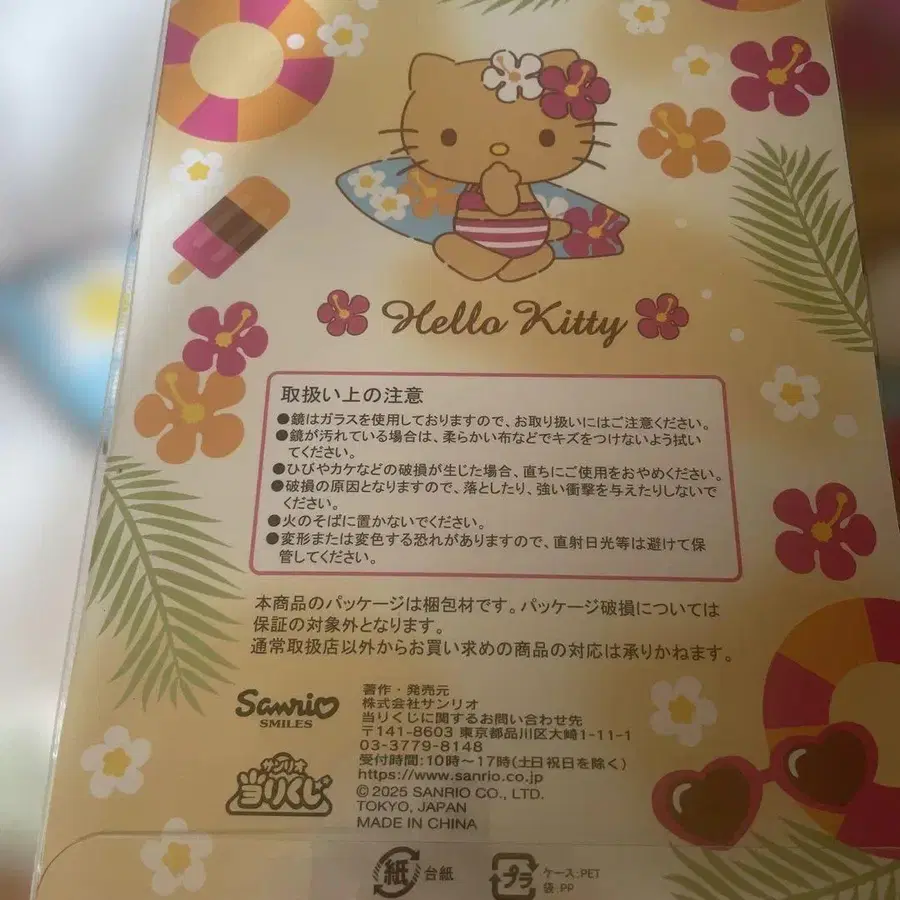 Hello Kitty
取扱い上の注意
●鏡はガラスを使用しておりますので、お取り扱いにはご注意ください。
●鏡が汚れている場合は、柔らかい布などでキズをつけないよう拭い
てください。
●ひびやカケなどの破損が生じた場合、直ちにご使用をおやめください。
●破損の原因となりますので、落としたり、強い衝撃を与えたりしないで
ください。
●火のそばに置かないでください。
●変形または変色する恐れがありますので、直射日光等は避けて保
管してください。
本商品のパッケージは梱包材です。パッケージ破損については
保証の対象外となります。
通常取扱店以外からお買い求めの商品の対応は承りかねます。
Sanrio
SMILES
サンリオ
当りくじ
著作・発売元
株式会社サンリオ
当りくじに関するお問い合わせ先
〒141-8603 東京都品川区大崎1-11-1
03-3779-8148
受付時間:10時~17時(土日祝日を除く)
https://www.sanrio.co.jp
© 2025 SANRIO CO., LTD.
TOKYO, JAPAN
MADE IN CHINA
紙 台紙
プラ ケース:PET
袋:PP